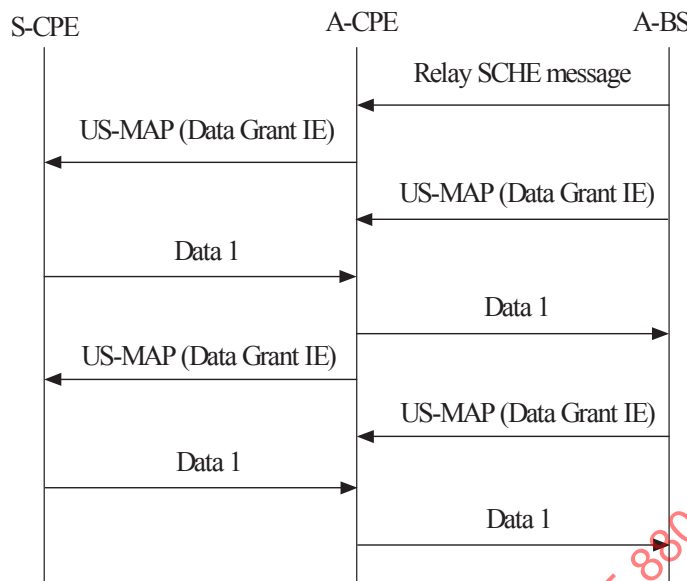 S-CPE A-CPE A-BS
Relay SCHE message
US-MAP (Data Grant IE)
US-MAP (Data Grant IE)
Data 1
Data 1
US-MAP (Data Grant IE)
US-MAP (Data Grant IE)
Data 1
Data 1